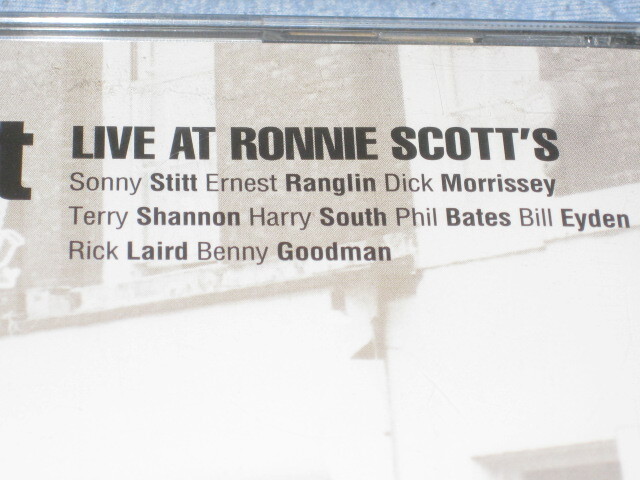 t LIVE AT RONNIE SCOTT'S
Sonny Stitt Ernest Ranglin Dick Morrissey
Terry Shannon Harry South Phil Bates Bill Eyden
Rick Laird Benny Goodman